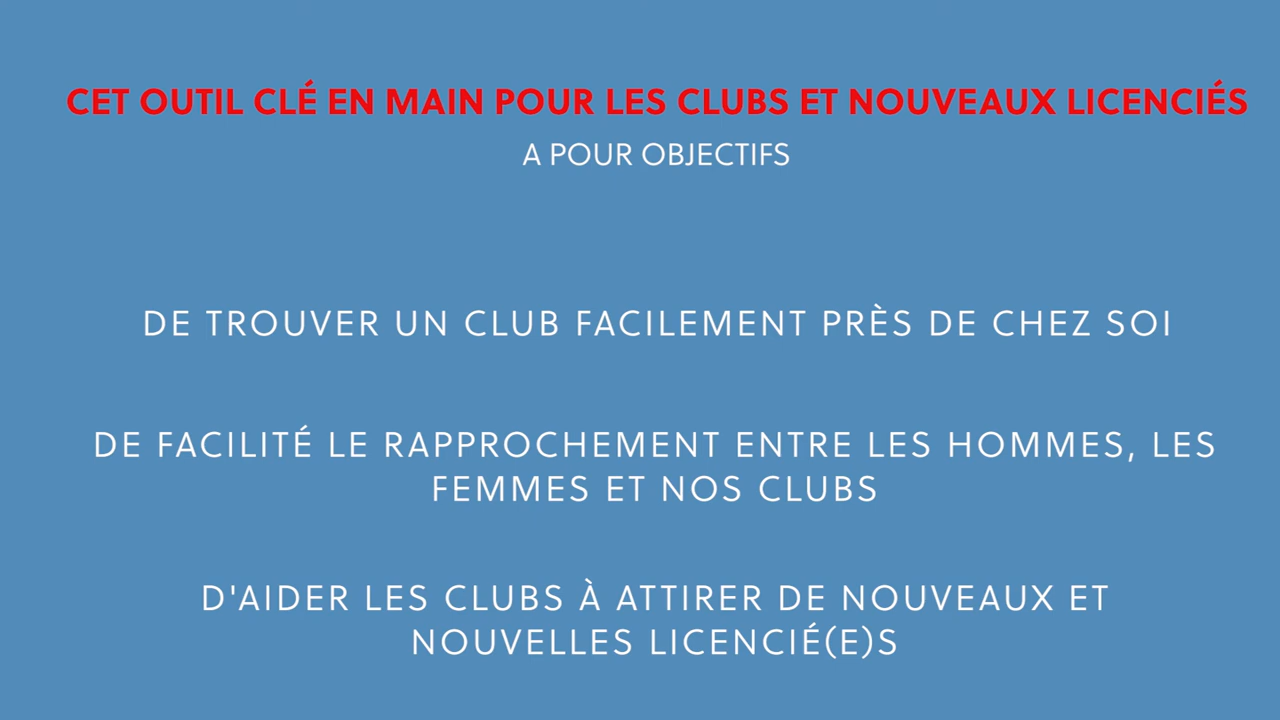 CET OUTIL CLÉ EN MAIN POUR LES CLUBS ET NOUVEAUX LICENCIÉS
A POUR OBJECTIFS
DE TROUVER UN CLUB FACILEMENT PRÈS DE CHEZ SOI
DE FACILITÉ LE RAPPROCHEMENT ENTRE LES HOMMES, LES
FEMMES ET NOS CLUBS
D'AIDER LES CLUBS À ATTIRER DE NOUVEAUX ET
NOUVELLES LICENCIÉ(E)S